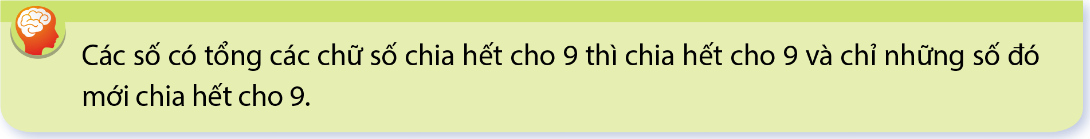 Các số có tổng các chữ số chia hết cho 9 thì chia hết cho 9 và chỉ những số đó
mới chia hết cho 9.